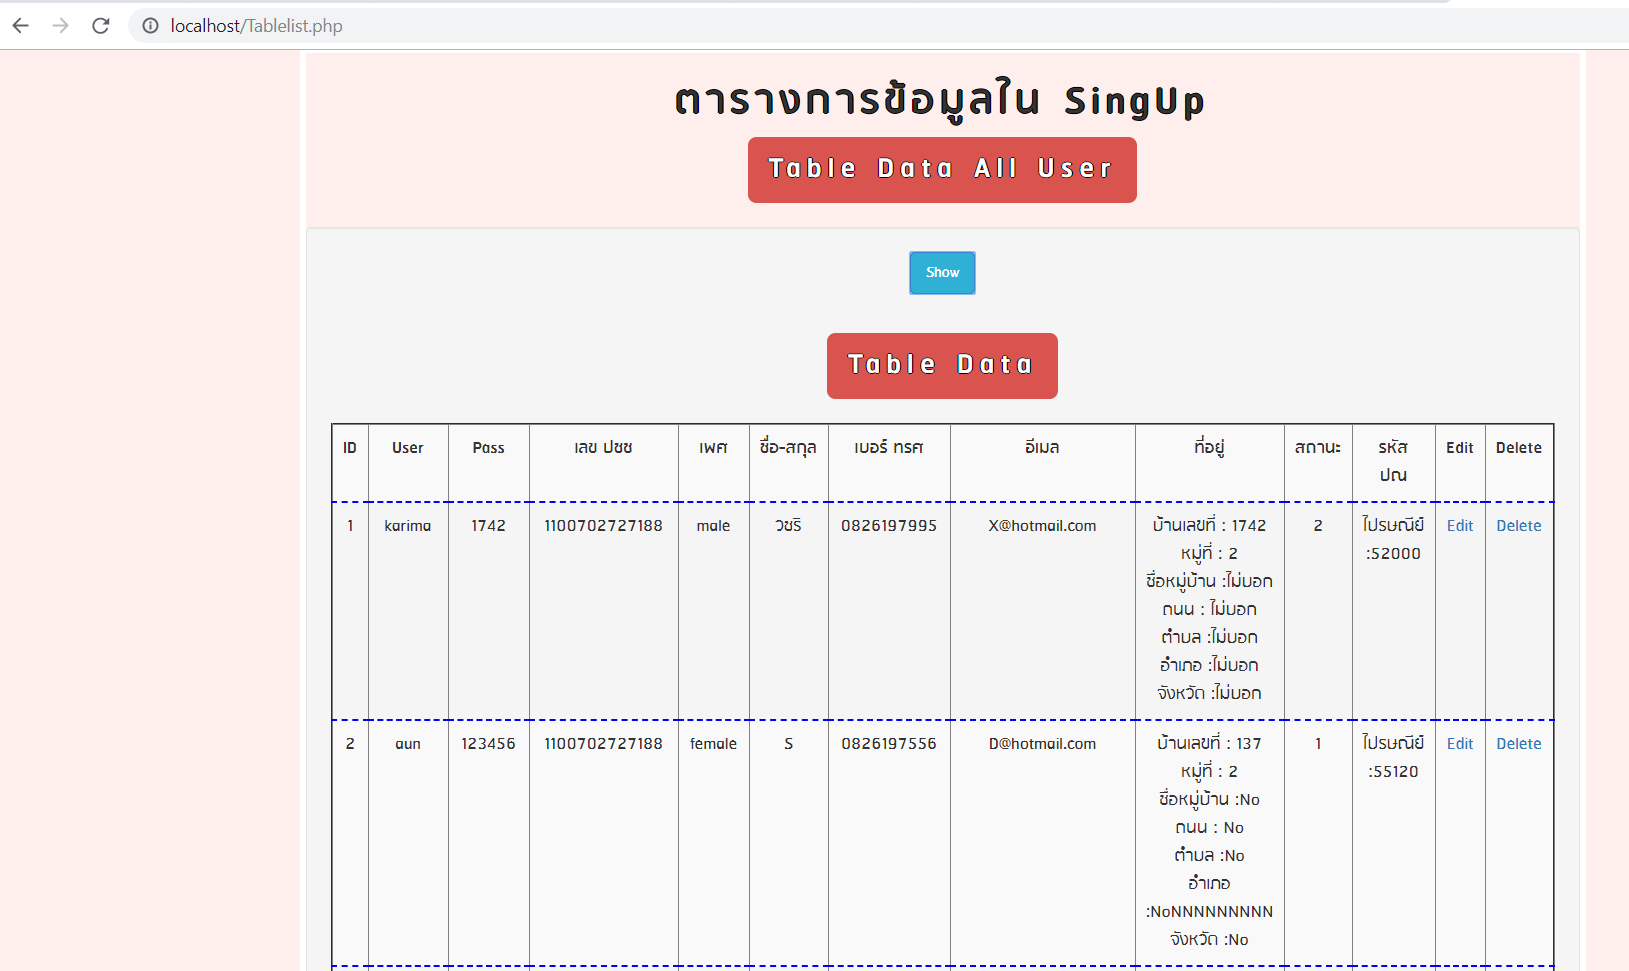 localhost/Tablelist.php
ตารางการข้อมูลใน SingUp
Table Data All User
Show
Table Data
ID User Pass เลข ปชช เพศ ชื่อ-สกุล เบอร์ ทรศ อีเมล ที่อยู่ สถานะ รหัส ปณ Edit Delete
1 karima 1742 1100702727188 male วชริ 0826197995 X@hotmail.com บ้านเลขที่ : 1742 2 ไปรษณีย์ Edit Delete
หมู่ที่ : 2 :52000
ชื่อหมู่บ้าน :ไม่บอก
ถนน : ไม่บอก
ตำบล :ไม่บอก
อำเภอ :ไม่บอก
จังหวัด :ไม่บอก
2 aun 123456 1100702727188 female S 0826197556 D@hotmail.com บ้านเลขที่ : 137 1 ไปรษณีย์ Edit Delete
หมู่ที่ : 2 :55120
ชื่อหมู่บ้าน :No
ถนน : No
ตำบล :No
อำเภอ
:NoNNNNNNNNN
จังหวัด :No